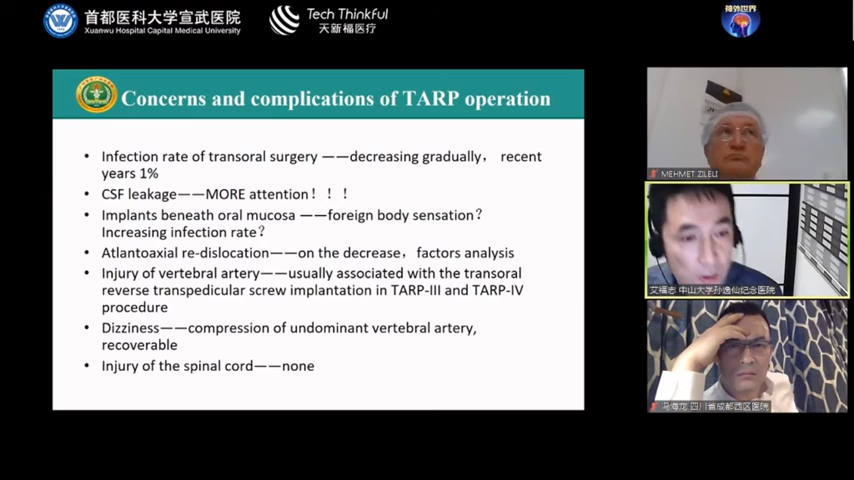 首都医科大学宣武医院
Xuanwu Hospital Capital Medical University
Tech Thinkful
天新福医疗
神外世界
Concerns and complications of TARP operation
• Infection rate of transoral surgery ——decreasing gradually， recent
years 1%
• CSF leakage——MORE attention！！！
• Implants beneath oral mucosa ——foreign body sensation？
Increasing infection rate？
• Atlantoaxial re-dislocation——on the decrease，factors analysis
• Injury of vertebral artery——usually associated with the transoral
reverse transpedicular screw implantation in TARP-III and TARP-IV
procedure
• Dizziness——compression of undominant vertebral artery,
recoverable
• Injury of the spinal cord——none
MEHMET ZILELI
艾福志 中山大学孙逸仙纪念医院
冯海龙 四川省成都西区医院